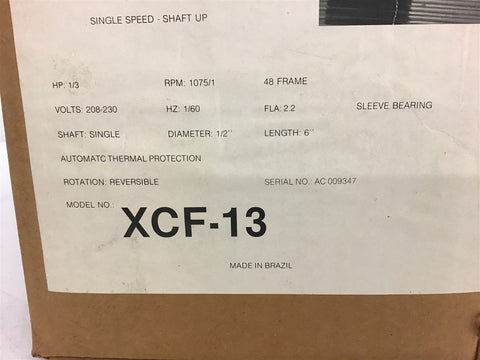 SINGLE SPEED - SHAFT UP
HP: 1/3 RPM: 1075/1 48 FRAME
VOLTS: 208-230 HZ: 1/60 FLA: 2.2 SLEEVE BEARING
SHAFT: SINGLE DIAMETER: 1/2'' LENGTH: 6''
AUTOMATC THERMAL PROTECTION
ROTATION: REVERSIBLE SERIAL NO.: AC 009347
MODEL NO.: XCF-13
MADE IN BRAZIL